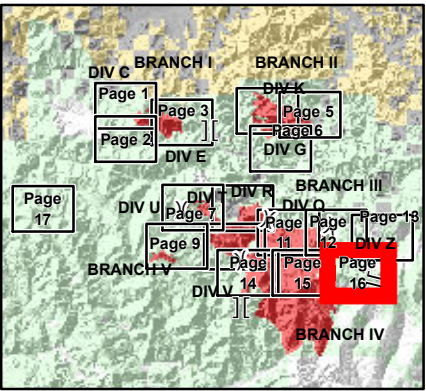 BRANCH I
BRANCH II
DIV C
DIV K
Page 1
Page 3
Page 5
Page 6
Page 2
DIV G
DIV E
DIV R
BRANCH III
Page
17
DIV U
Page 7
DIV O
Page 13
Page
11
Page
12
DIV Z
Page 9
BRANCH V
Page
14
Page
15
Page
16
DIV V
BRANCH IV